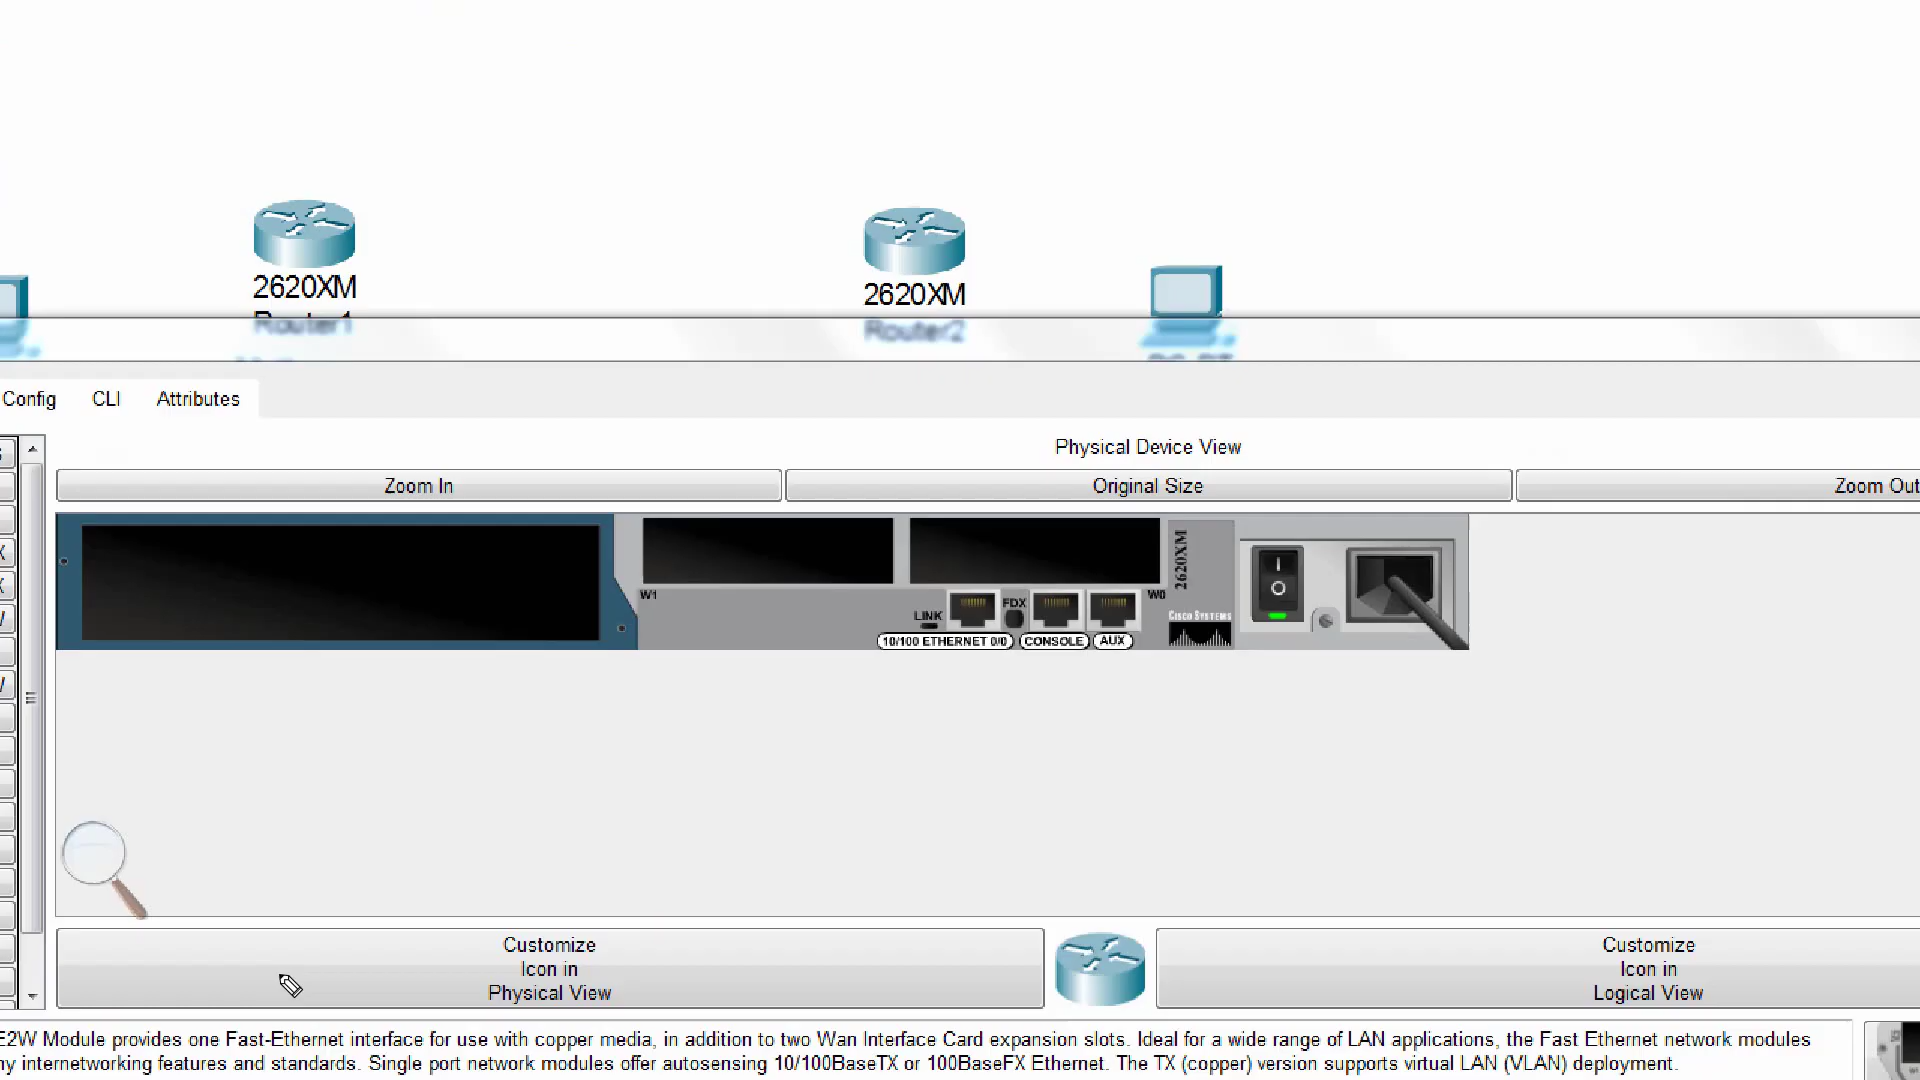 2620XM
Router1
2620XM
Router2
Config
CLI
Attributes
Physical Device View
Zoom In
Original Size
Zoom Out
W1
LINK
FDX
W0
10/100 ETHERNET 0/0
CONSOLE
AUX
2620XM
CISCO SYSTEMS
Customize
Icon in
Physical View
Customize
Icon in
Logical View
E2W Module provides one Fast-Ethernet interface for use with copper media, in addition to two Wan Interface Card expansion slots. Ideal for a wide range of LAN applications, the Fast Ethernet network modules
ny internetworking features and standards. Single port network modules offer autosensing 10/100BaseTX or 100BaseFX Ethernet. The TX (copper) version supports virtual LAN (VLAN) deployment.